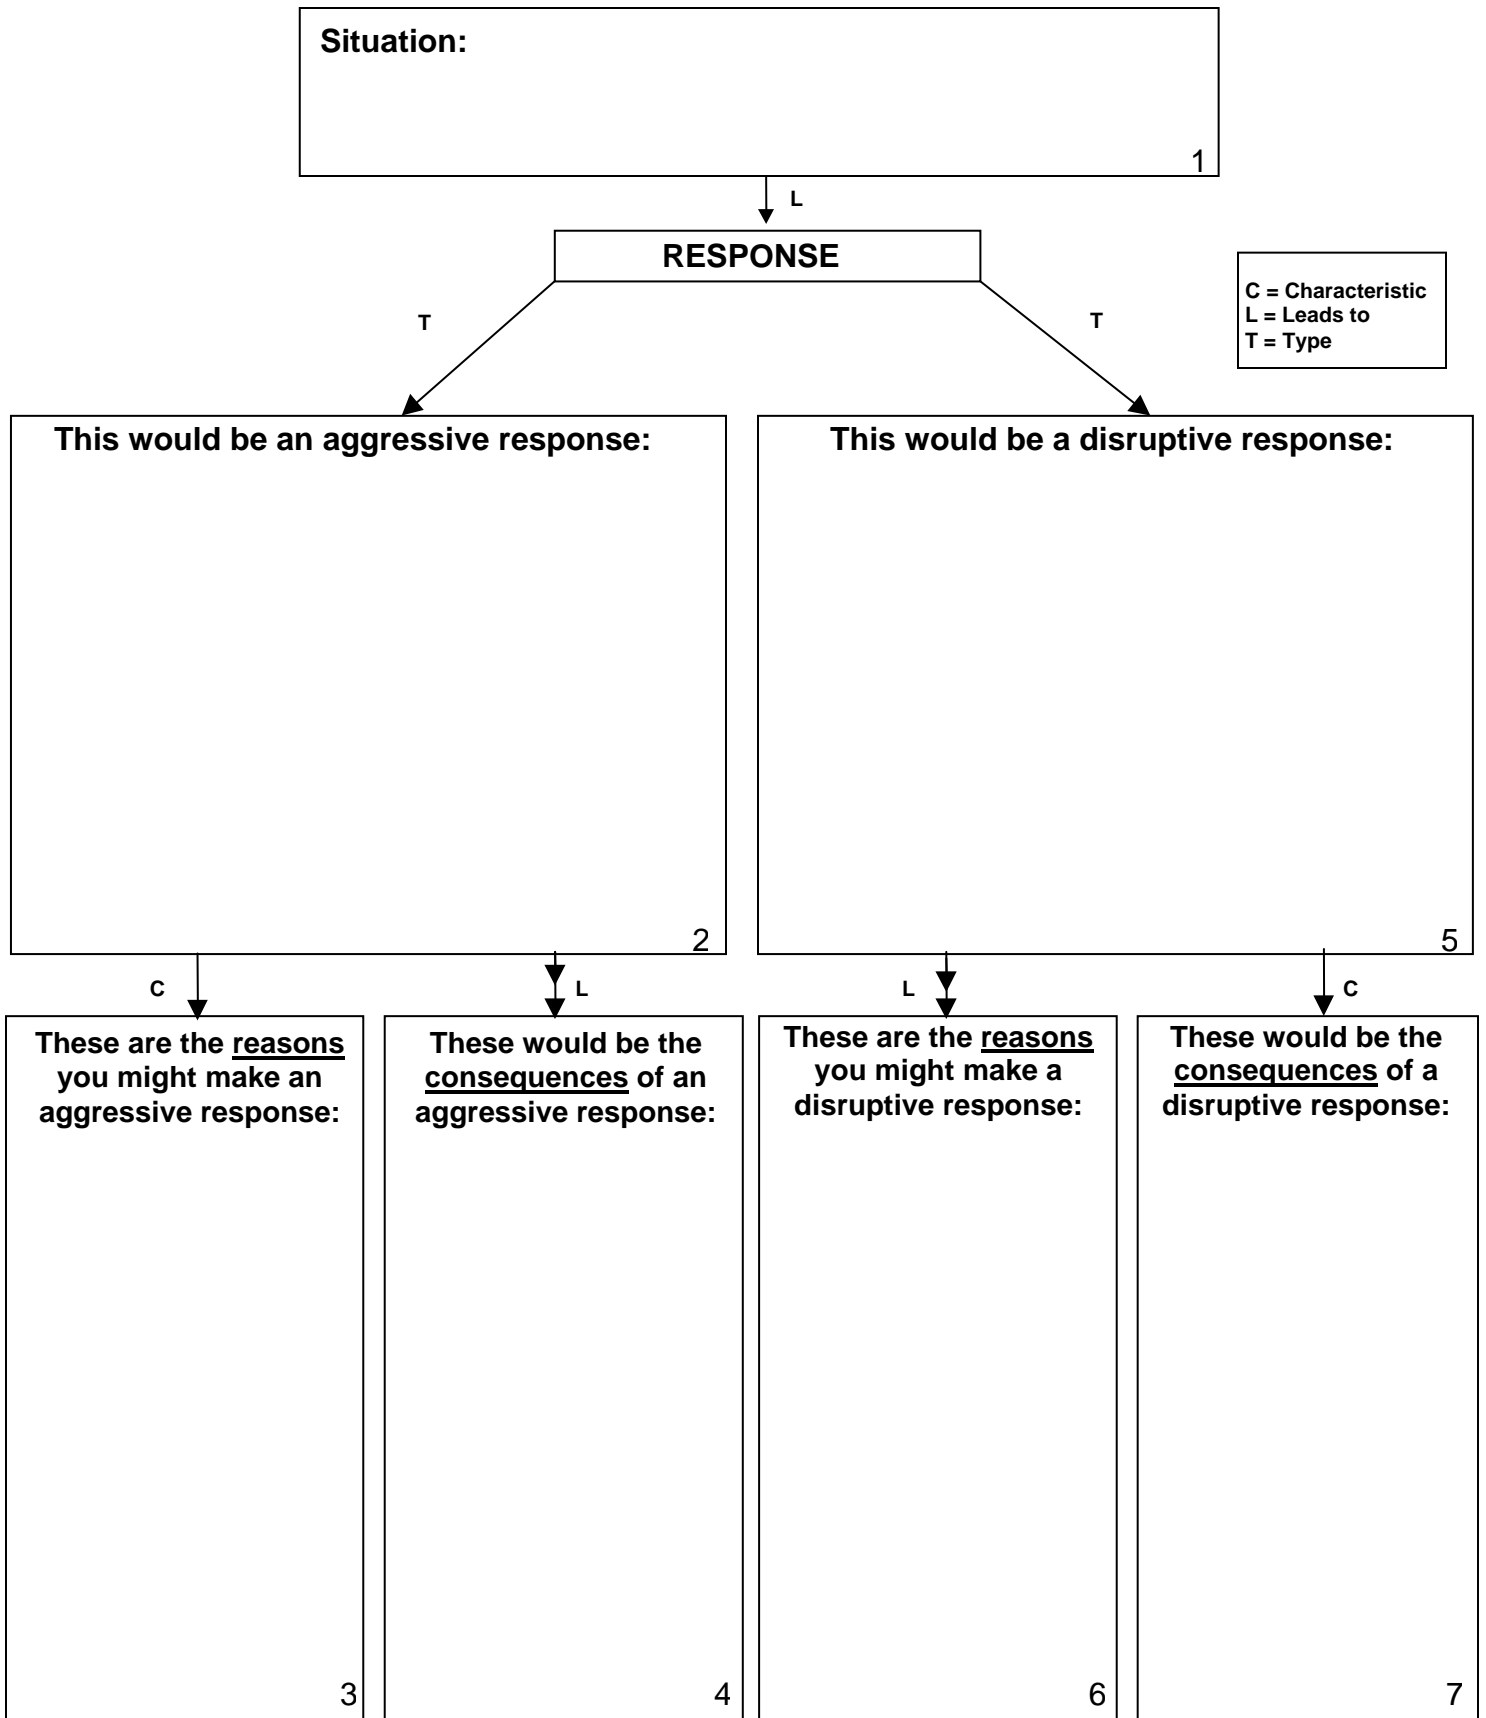 Situation:
1
L
RESPONSE
C = Characteristic
L = Leads to
T = Type
T
T
This would be an aggressive response:
2
This would be a disruptive response:
5
C
L
L
C
These are the reasons
you might make an
aggressive response:
3
These would be the
consequences of an
aggressive response:
4
These are the reasons
you might make a
disruptive response:
6
These would be the
consequences of a
disruptive response:
7